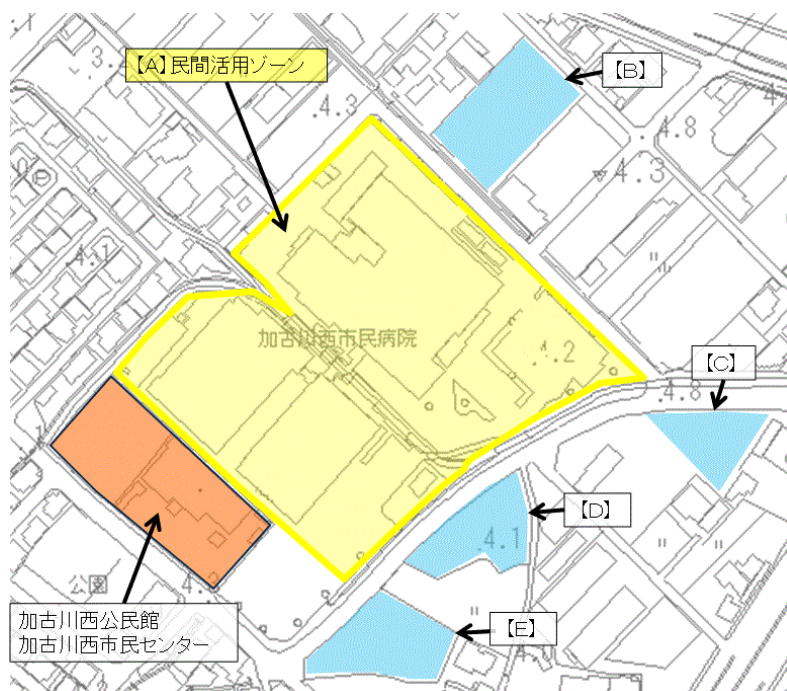 【A】民間活用ゾーン
【B】
.4.3
.4.8
.4.3
.4.1
加古川西市民病院
.4.2
【C】
.4.8
【D】
.4.1
公園
4.2
加古川西公民館
加古川西市民センター
【E】